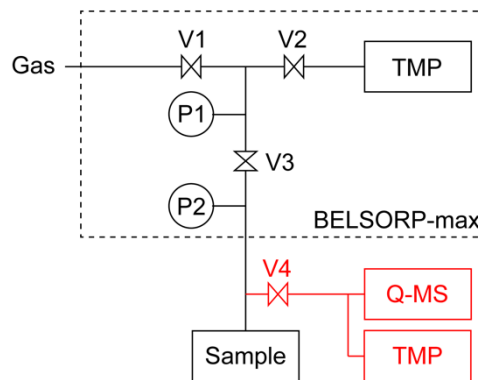 V1
V2
Gas
TMP
P1
V3
P2
BELSORP-max
V4
Q-MS
Sample
TMP